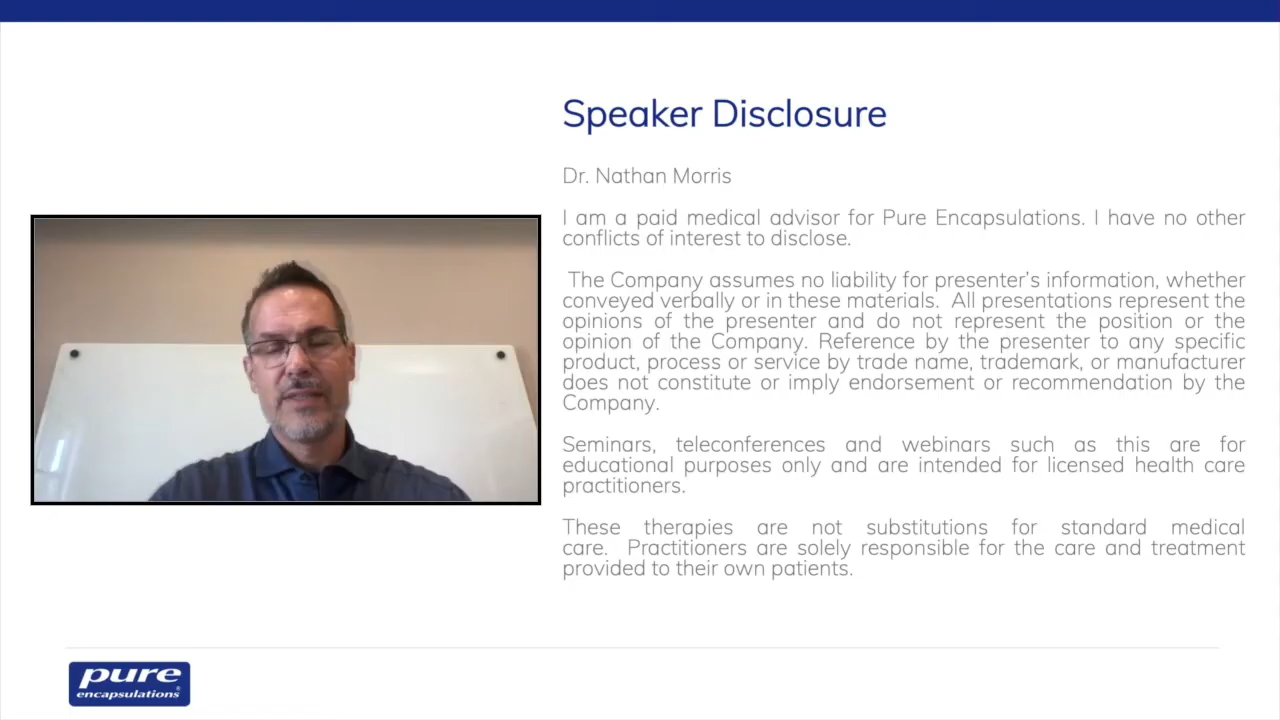 Speaker Disclosure
Dr. Nathan Morris
I am a paid medical advisor for Pure Encapsulations. I have no other
conflicts of interest to disclose.
The Company assumes no liability for presenter's information, whether
conveyed verbally or in these materials. All presentations represent the
opinions of the presenter and do not represent the position or the
opinion of the Company. Reference by the presenter to any specific
product, process or service by trade name, trademark, or manufacturer
does not constitute or imply endorsement or recommendation by the
Company.
Seminars, teleconferences and webinars such as this are for
educational purposes only and are intended for licensed health care
practitioners.
These therapies are not substitutions for standard medical
care. Practitioners are solely responsible for the care and treatment
provided to their own patients.
pure
encapsulations®